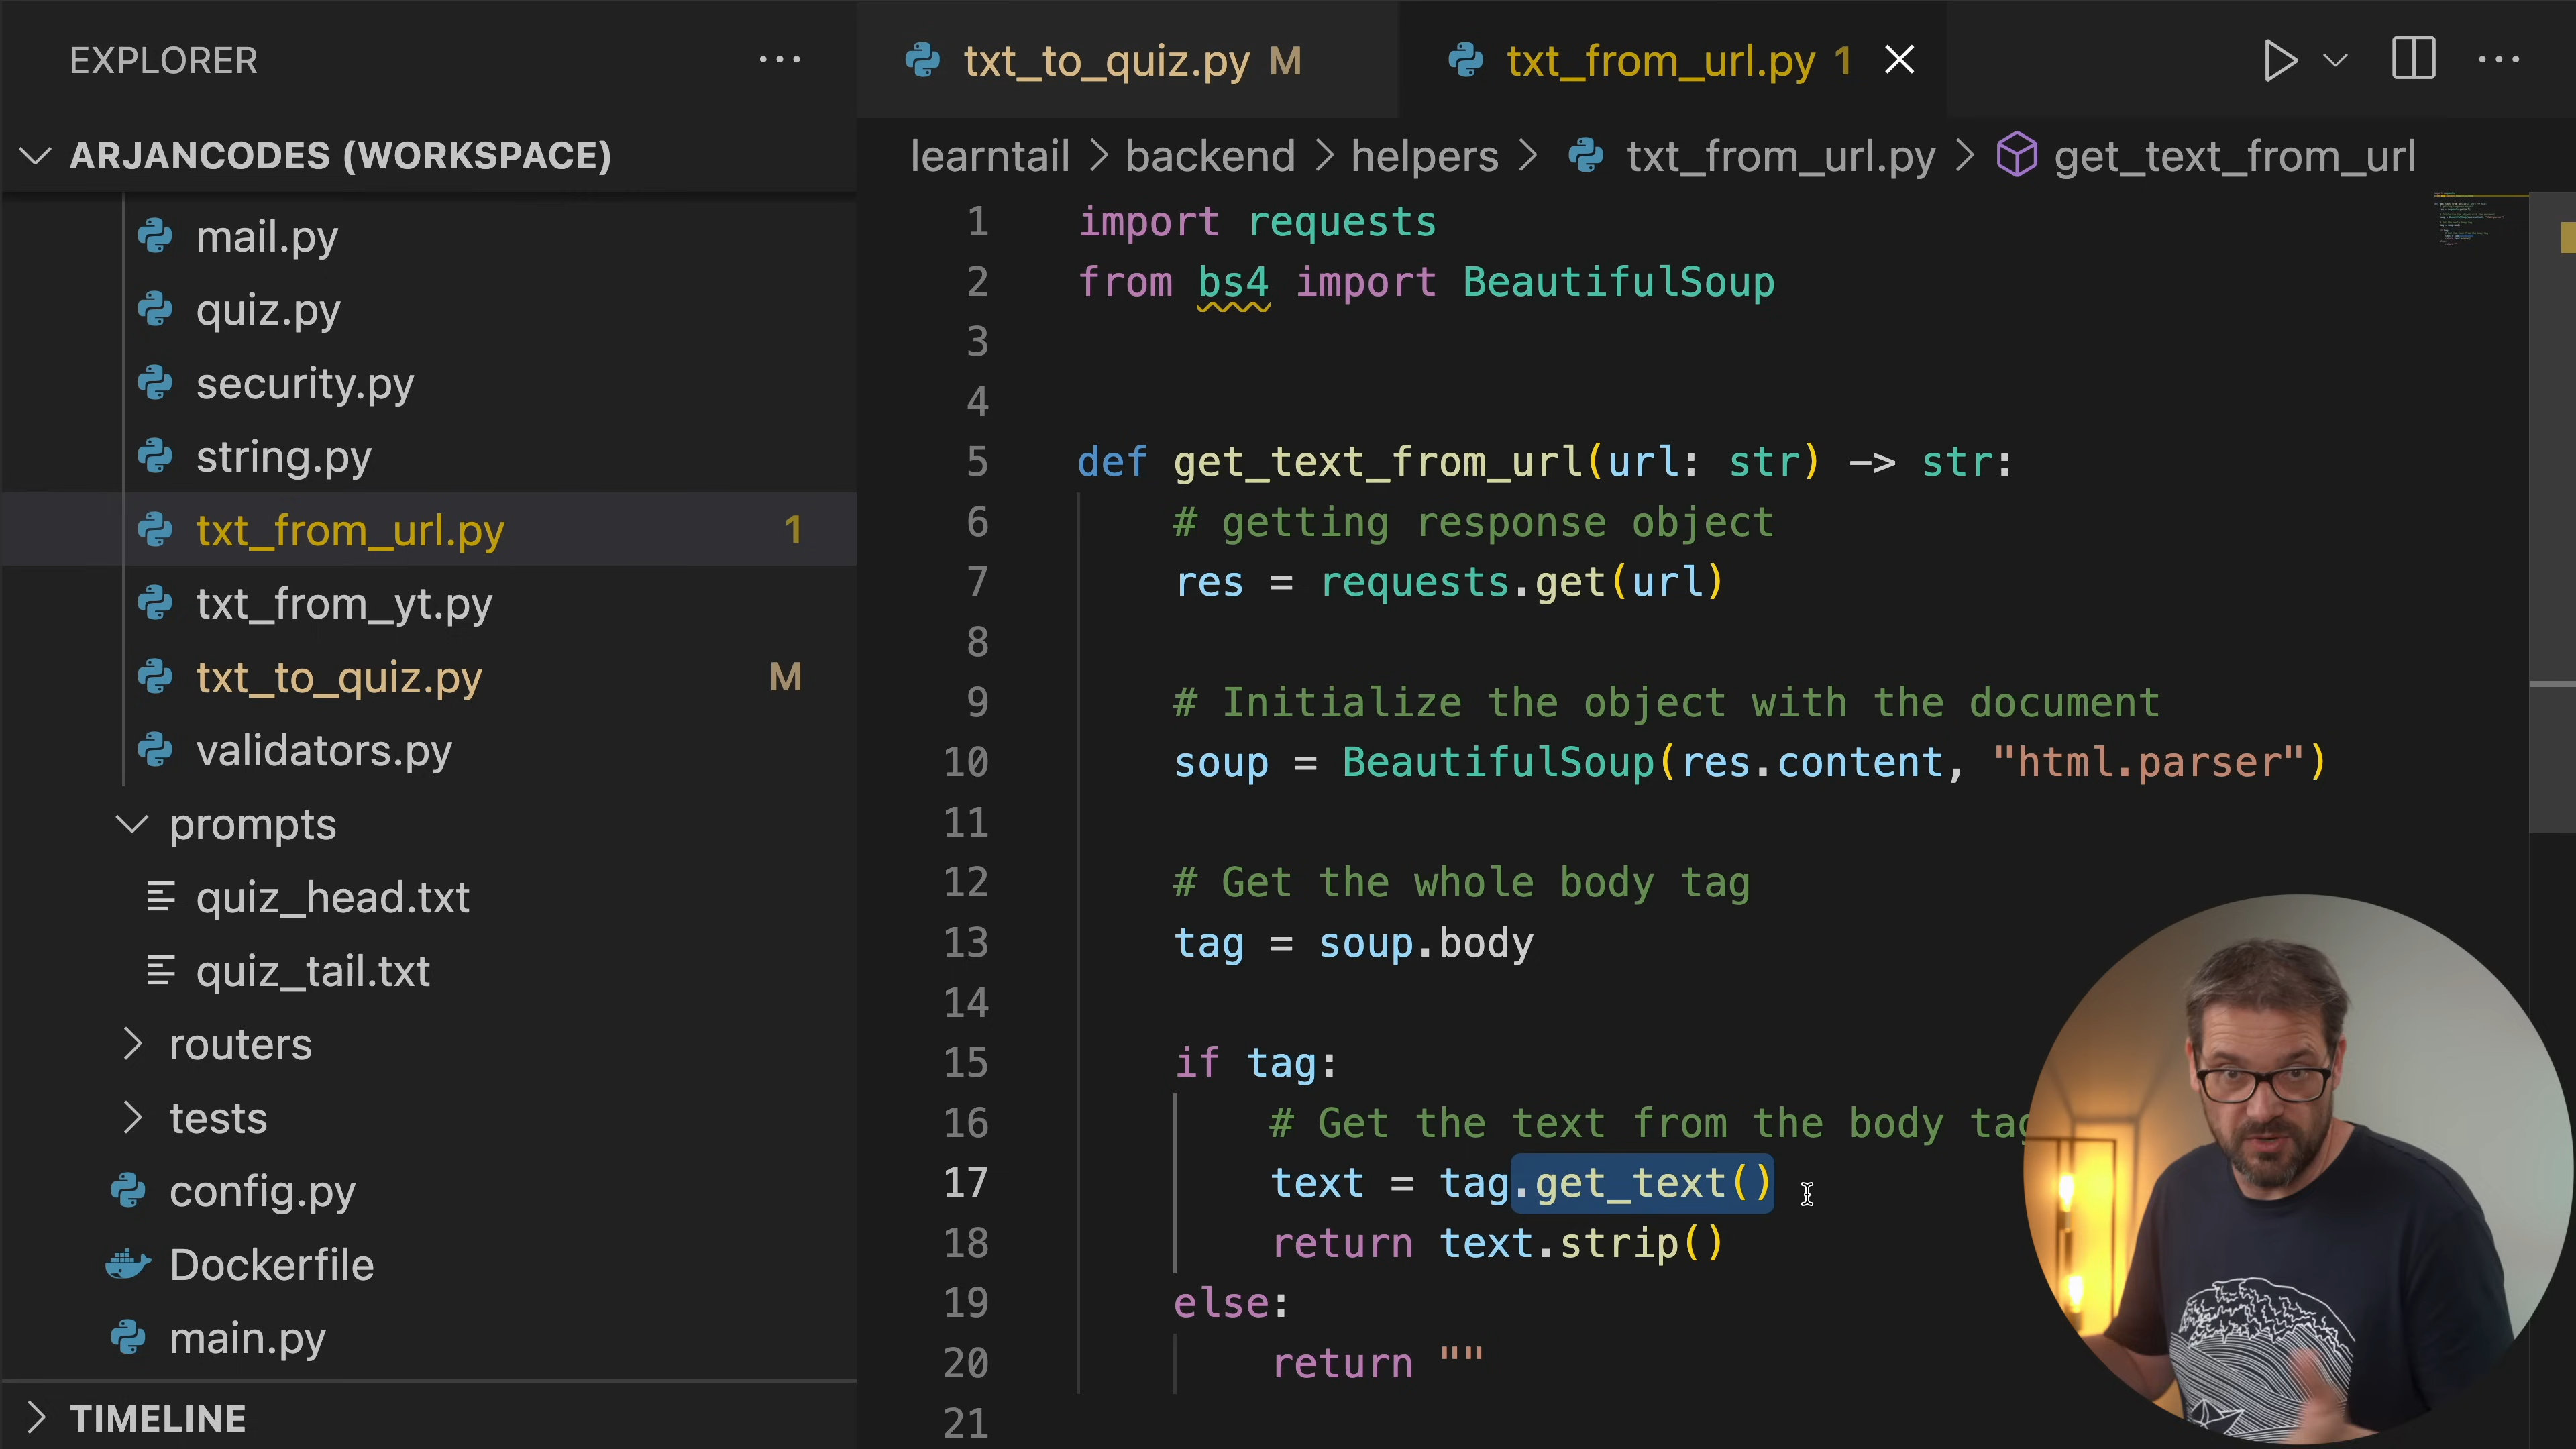 EXPLORER
ARJANCODES (WORKSPACE)
mail.py
quiz.py
security.py
string.py
txt_from_url.py 1
txt_from_yt.py
txt_to_quiz.py M
validators.py
prompts
quiz_head.txt
quiz_tail.txt
routers
tests
config.py
Dockerfile
main.py
TIMELINE
txt_to_quiz.py M
txt_from_url.py 1
learntail > backend > helpers > txt_from_url.py > get_text_from_url
1 import requests
2 from bs4 import BeautifulSoup
3
4
5 def get_text_from_url(url: str) -> str:
6 # getting response object
7 res = requests.get(url)
8
9 # Initialize the object with the document
10 soup = BeautifulSoup(res.content, "html.parser")
11
12 # Get the whole body tag
13 tag = soup.body
14
15 if tag:
16 # Get the text from the body tag
17 text = tag.get_text()
18 return text.strip()
19 else:
20 return ""
21